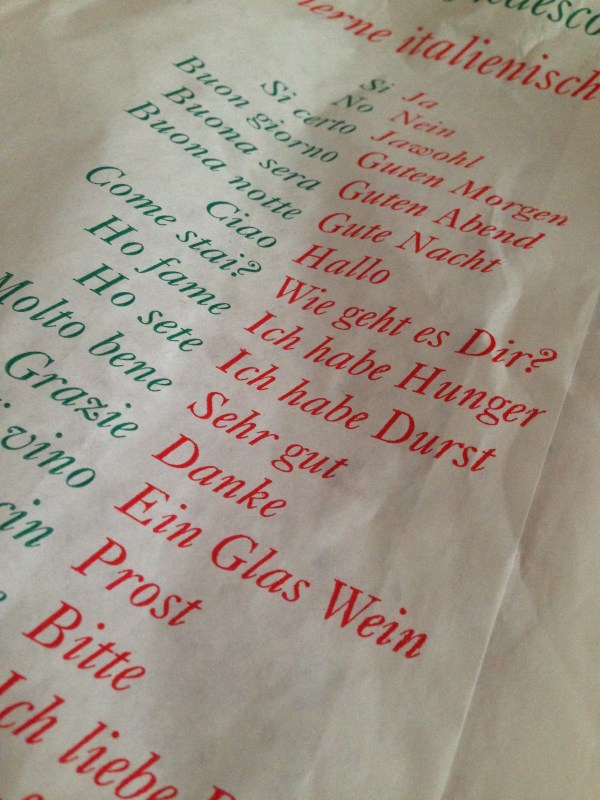 italienisch
Si Ja
No Nein
Si certo Jawohl
Buon giorno Guten Morgen
Buona sera Guten Abend
Buona notte Gute Nacht
Ciao Hallo
Come stai? Wie geht es Dir?
Ho fame Ich habe Hunger
Ho sete Ich habe Durst
Molto bene Sehr gut
Grazie Danke
vino Ein Glas Wein
Prost
Bitte
Ich liebe